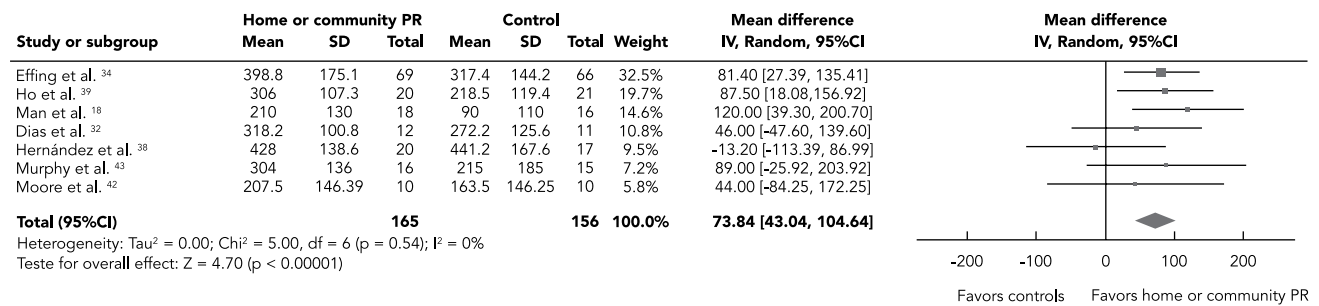 Home or community PR Control Mean difference Mean difference
Study or subgroup Mean SD Total Mean SD Total Weight IV, Random, 95%CI IV, Random, 95%CI
Effing et al. 34 398.8 175.1 69 317.4 144.2 66 32.5% 81.40 [27.39, 135.41]
Ho et al. 39 306 107.3 20 218.5 119.4 21 19.7% 87.50 [18.08,156.92]
Man et al. 18 210 130 18 90 110 16 14.6% 120.00 [39.30, 200.70]
Dias et al. 32 318.2 100.8 12 272.2 125.6 11 10.8% 46.00 [-47.60, 139.60]
Hernández et al. 38 428 138.6 20 441.2 167.6 17 9.5% -13.20 [-113.39, 86.99]
Murphy et al. 43 304 136 16 215 185 15 7.2% 89.00 [-25.92, 203.92]
Moore et al. 42 207.5 146.39 10 163.5 146.25 10 5.8% 44.00 [-84.25, 172.25]
Total (95%CI) 165 156 100.0% 73.84 [43.04, 104.64]
Heterogeneity: Tau² = 0.00; Chi² = 5.00, df = 6 (p = 0.54); I² = 0%
Teste for overall effect: Z = 4.70 (p < 0.00001)
-200 -100 0 100 200
Favors controls Favors home or community PR